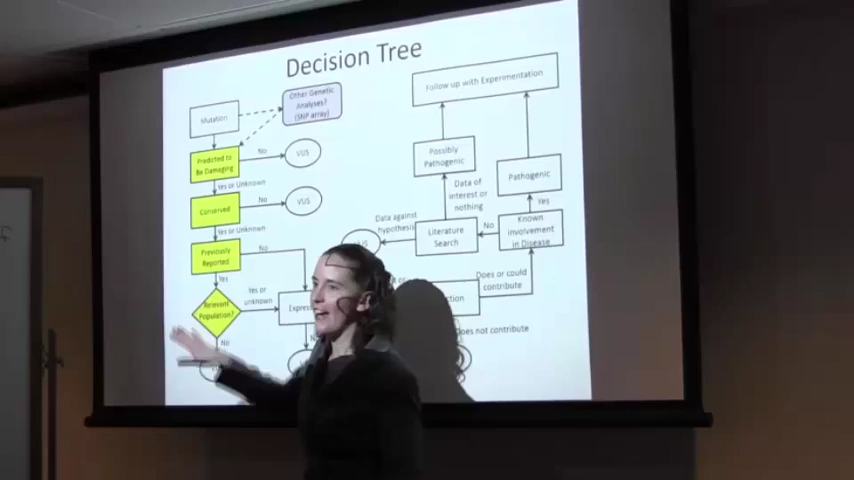 Decision Tree
Mutation
Other Genetic
Analyses?
(SNP array)
Follow up with Experimentation
Predicted to
Be Damaging
No
VUS
Possibly
Pathogenic
Pathogenic
Yes or Unknown
Data of
interest or
nothing
Conserved
No
VUS
Yes
Yes or Unknown
Data against
hypothesis
Literature
Search
No
Known
involvement
in Disease
Previously
Reported
No
Yes
Yes or
unknown
Does or could
contribute
Relevant
Population?
Does not contribute
No